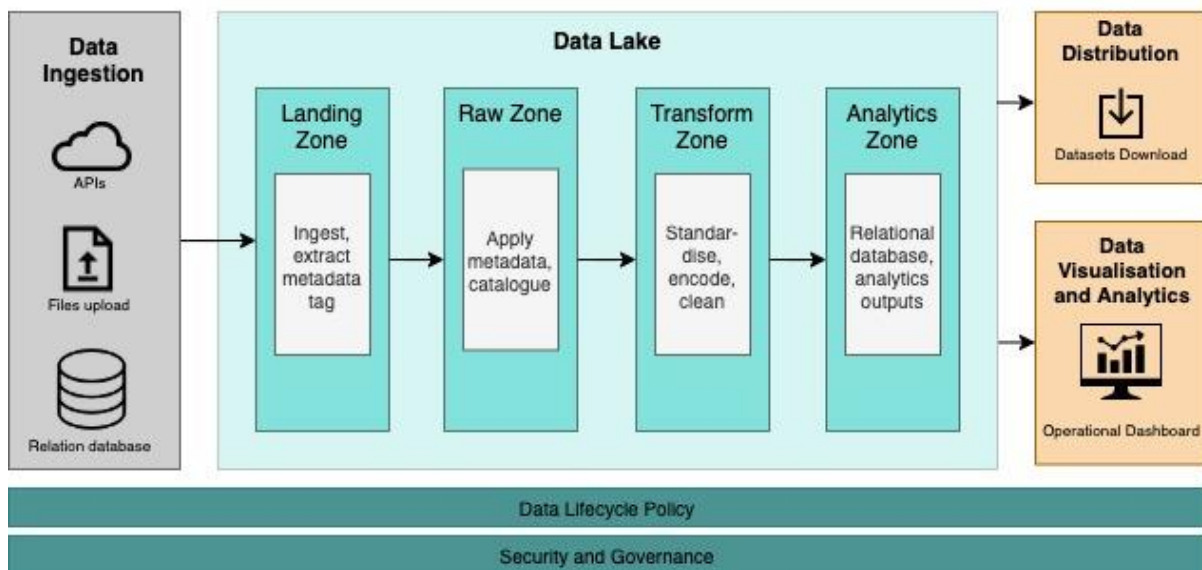 Data
Ingestion
APIs
Files upload
Relation database
Data Lake
Landing
Zone
Ingest,
extract
metadata
tag
Raw Zone
Apply
metadata,
catalogue
Transform
Zone
Standar-
dise,
encode,
clean
Analytics
Zone
Relational
database,
analytics
outputs
Data
Distribution
Datasets Download
Data
Visualisation
and Analytics
Operational Dashboard
Data Lifecycle Policy
Security and Governance